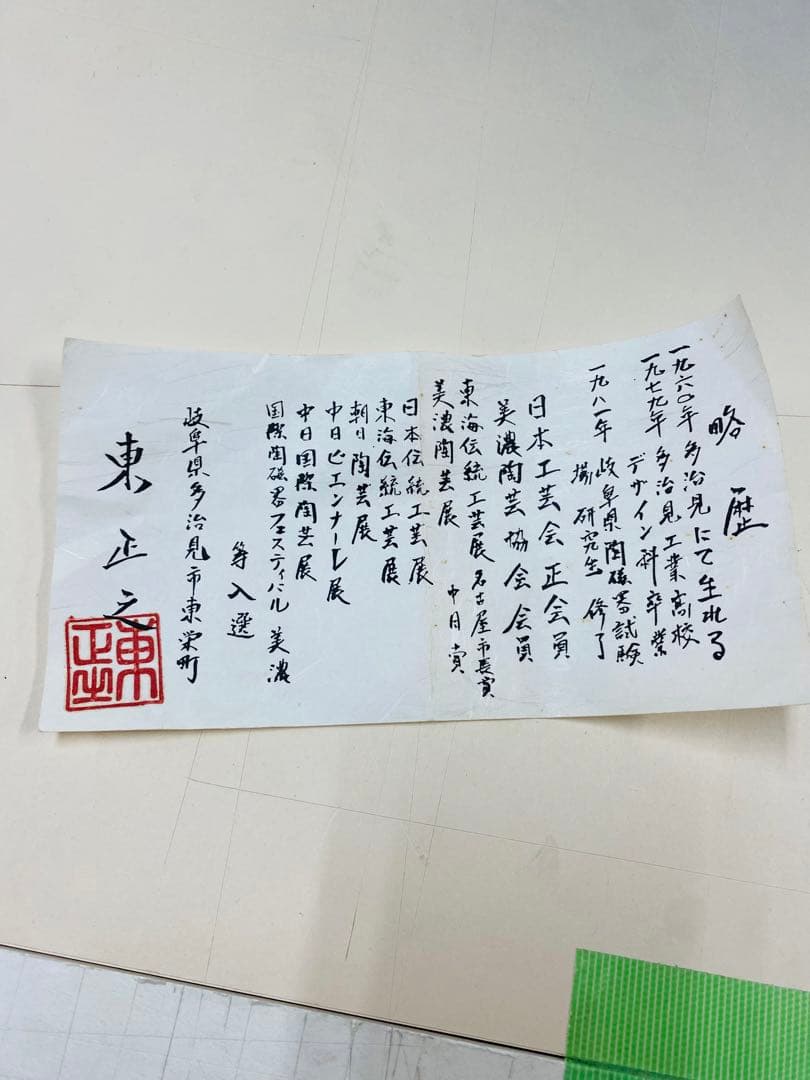 略歴
一九六〇年 多治見にて生れる
一九七九年 多治見工業高校
デザイン科卒業
一九八一年 岐阜県陶磁器試験
場研究生 修了
日本工芸会正会員
美濃陶芸協会会員
東海伝統工芸展 名古屋市長賞
美濃陶芸展 中日賞
日本伝統工芸展
東海伝統工芸展
朝日陶芸展
中日ビエンナーレ展
中日国際陶芸展
国際陶磁器フェスティバル美濃
等入選
岐阜県多治見市東栄町
東正之
東正之